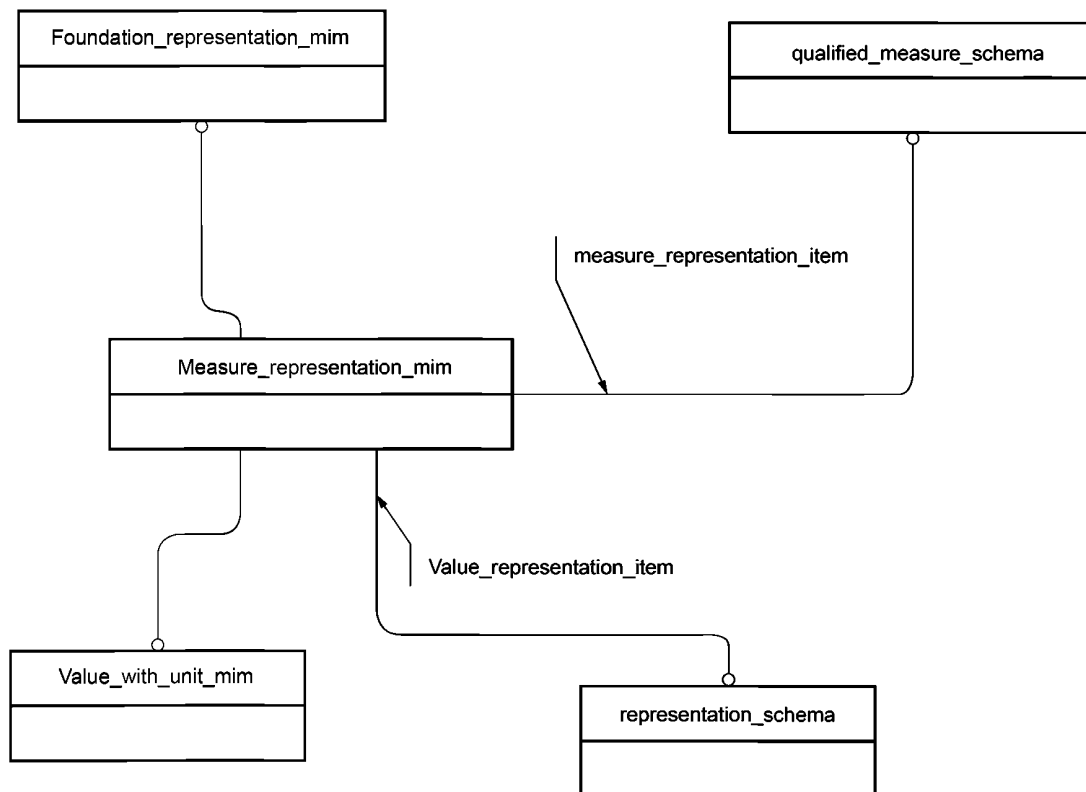 Foundation_representation_mim
qualified_measure_schema
measure_representation_item
Measure_representation_mim
Value_representation_item
Value_with_unit_mim
representation_schema